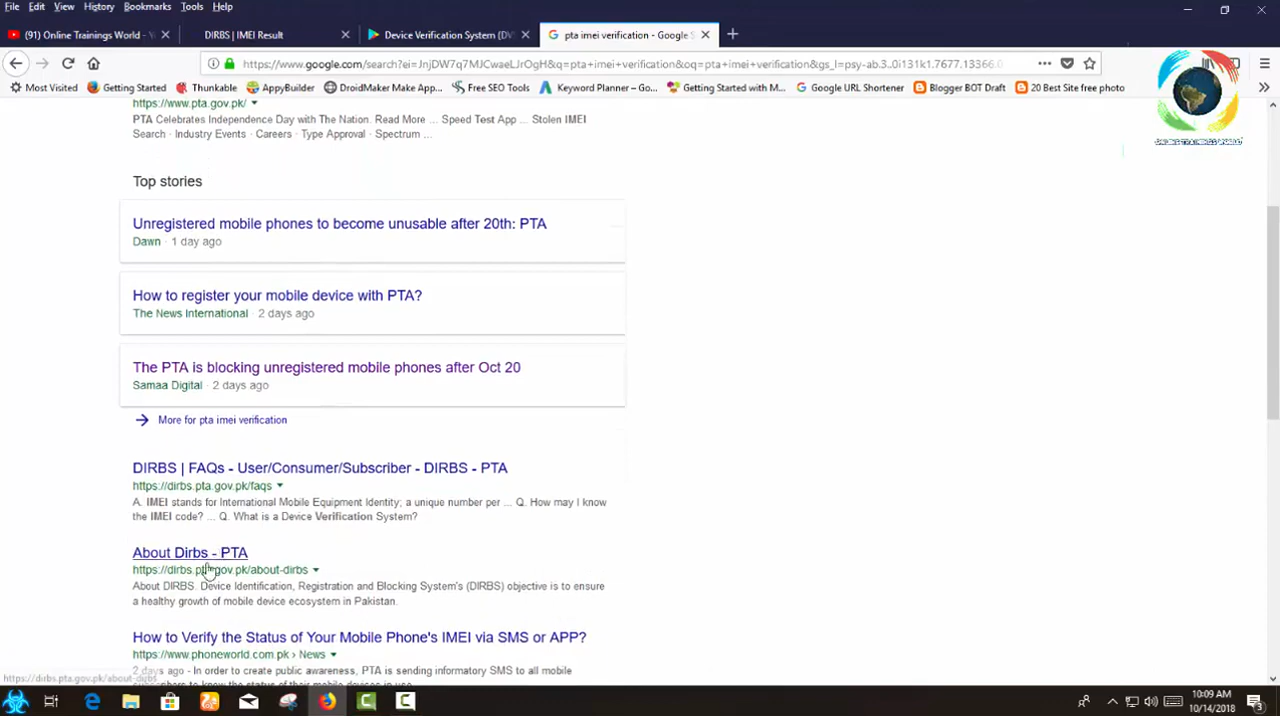 File Edit View History Bookmarks Tools Help
(91) Online Trainings World - Y
DIRBS | IMEI Result
Device Verification System (DV
pta imei verification - Google S
https://www.google.com/search?ei=JnjDW7q7MJCwaeLJrOgH&q=pta+imei+verification&oq=pta+imei+verification&gs_l=psy-ab.3..0i131k1.7677.13366.0
Most Visited Getting Started Thunkable AppyBuilder DroidMaker Make App... Free SEO Tools Keyword Planner – Go... Getting Started with M... Google URL Shortener Blogger BOT Draft 20 Best Site free photo
https://www.pta.gov.pk/
PTA Celebrates Independence Day with The Nation. Read More ... Speed Test App ... Stolen IMEI
Search · Industry Events · Careers · Type Approval · Spectrum ...
Top stories
Unregistered mobile phones to become unusable after 20th: PTA
Dawn · 1 day ago
How to register your mobile device with PTA?
The News International · 2 days ago
The PTA is blocking unregistered mobile phones after Oct 20
Samaa Digital · 2 days ago
More for pta imei verification
DIRBS | FAQs - User/Consumer/Subscriber - DIRBS - PTA
https://dirbs.pta.gov.pk/faqs
A. IMEI stands for International Mobile Equipment Identity; a unique number per ... Q. How may I know
the IMEI code? ... Q. What is a Device Verification System?
About Dirbs - PTA
https://dirbs.pta.gov.pk/about-dirbs
About DIRBS. Device Identification, Registration and Blocking System's (DIRBS) objective is to ensure
a healthy growth of mobile device ecosystem in Pakistan.
How to Verify the Status of Your Mobile Phone's IMEI via SMS or APP?
https://www.phoneworld.com.pk › News
2 days ago - In order to create public awareness, PTA is sending informatory SMS to all mobile
https://dirbs.pta.gov.pk/about-dirbs
10:09 AM
10/14/2018